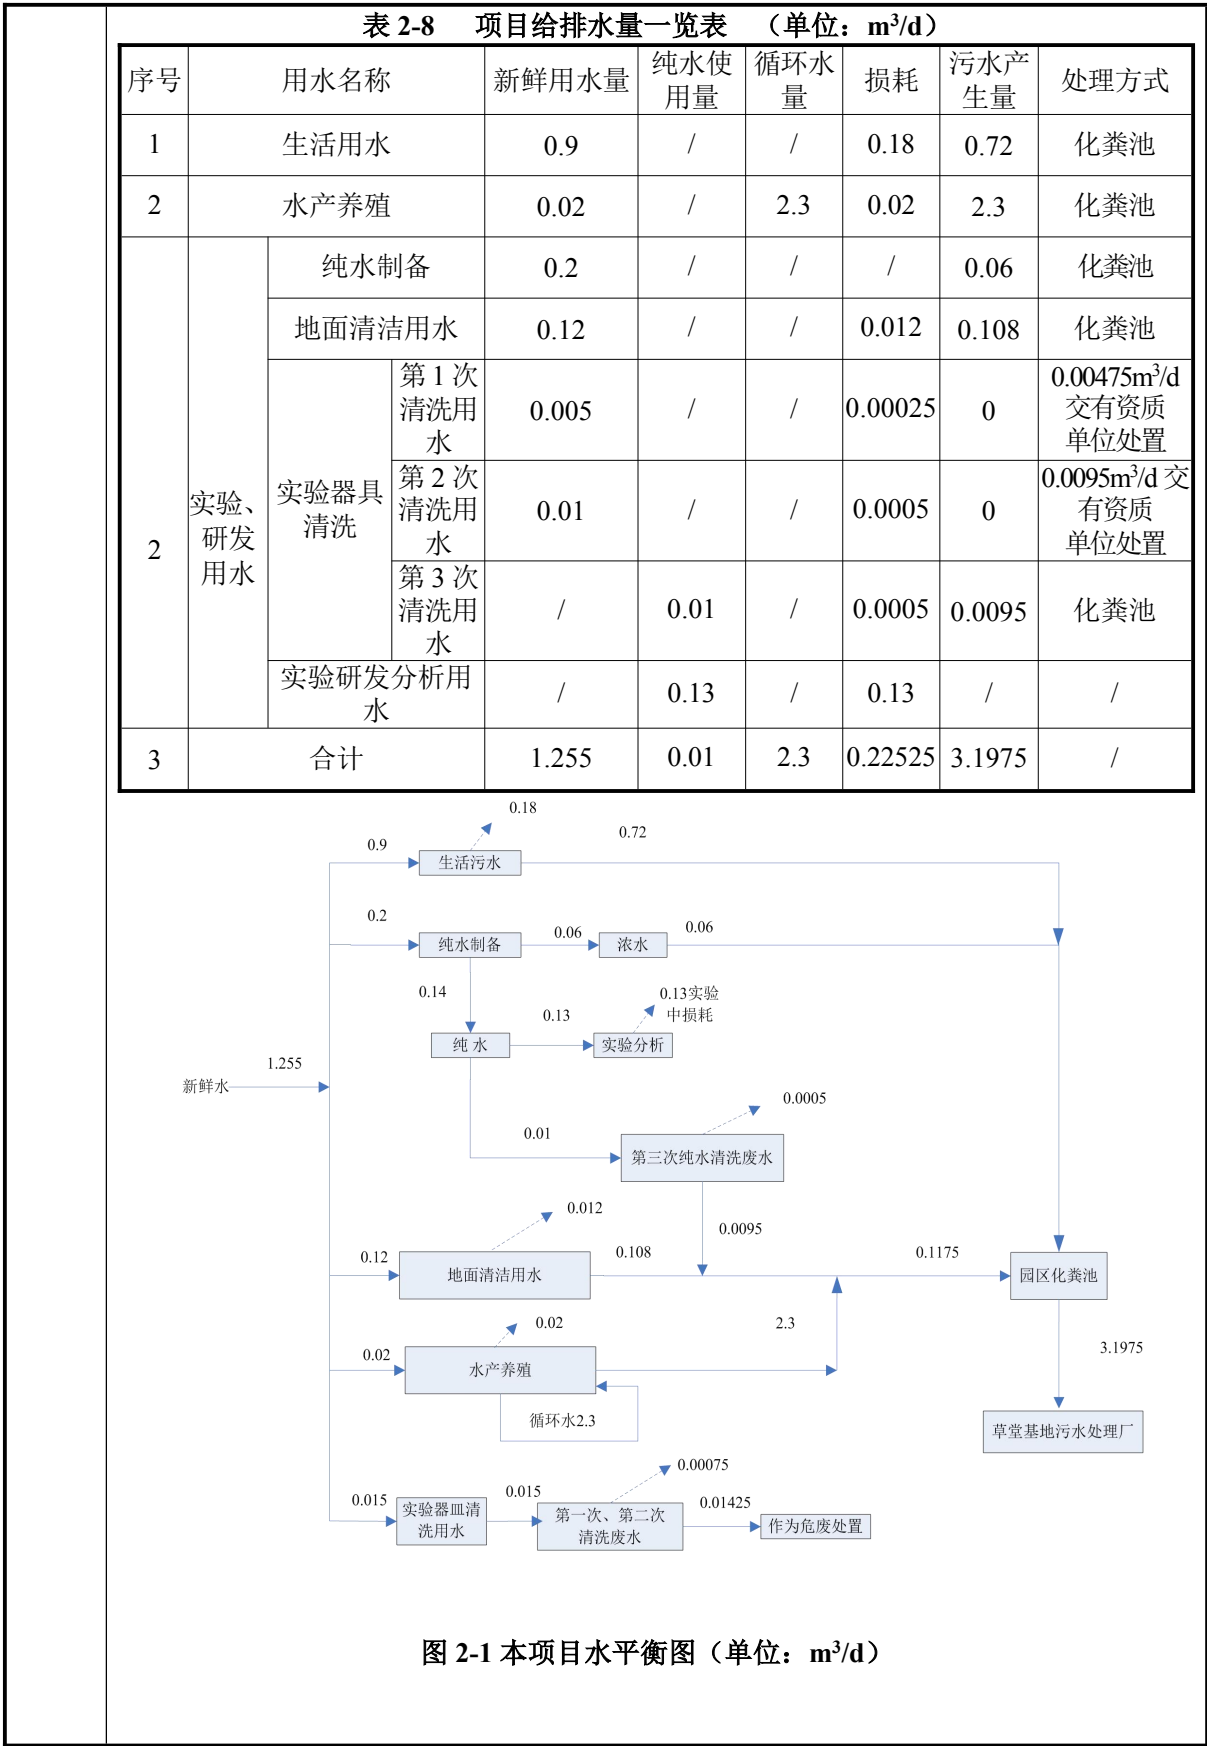 表 2-8 项目给排水量一览表 （单位：m³/d）
序号 用水名称 新鲜用水量 纯水使用量 循环水量 损耗 污水产生量 处理方式
1 生活用水 0.9 / / 0.18 0.72 化粪池
2 水产养殖 0.02 / 2.3 0.02 2.3 化粪池
2 实验、研发用水 纯水制备 0.2 / / / 0.06 化粪池
地面清洁用水 0.12 / / 0.012 0.108 化粪池
实验器具清洗 第 1 次清洗用水 0.005 / / 0.00025 0 0.00475m³/d 交有资质单位处置
第 2 次清洗用水 0.01 / / 0.0005 0 0.0095m³/d 交有资质单位处置
第 3 次清洗用水 / 0.01 / 0.0005 0.0095 化粪池
实验研发分析用水 / 0.13 / 0.13 / /
3 合计 1.255 0.01 2.3 0.22525 3.1975 /
0.18
0.9
生活污水
0.72
0.2
纯水制备
0.06
浓水
0.06
0.14
纯 水
0.13
实验分析
0.13实验
中损耗
新鲜水
1.255
0.01
第三次纯水清洗废水
0.0005
0.0095
0.012
0.12
地面清洁用水
0.108
0.1175
园区化粪池
0.02
0.02
水产养殖
2.3
循环水2.3
3.1975
草堂基地污水处理厂
0.00075
0.015
实验器皿清
洗用水
0.015
第一次、第二次
清洗废水
0.01425
作为危废处置
图 2-1 本项目水平衡图（单位：m³/d）